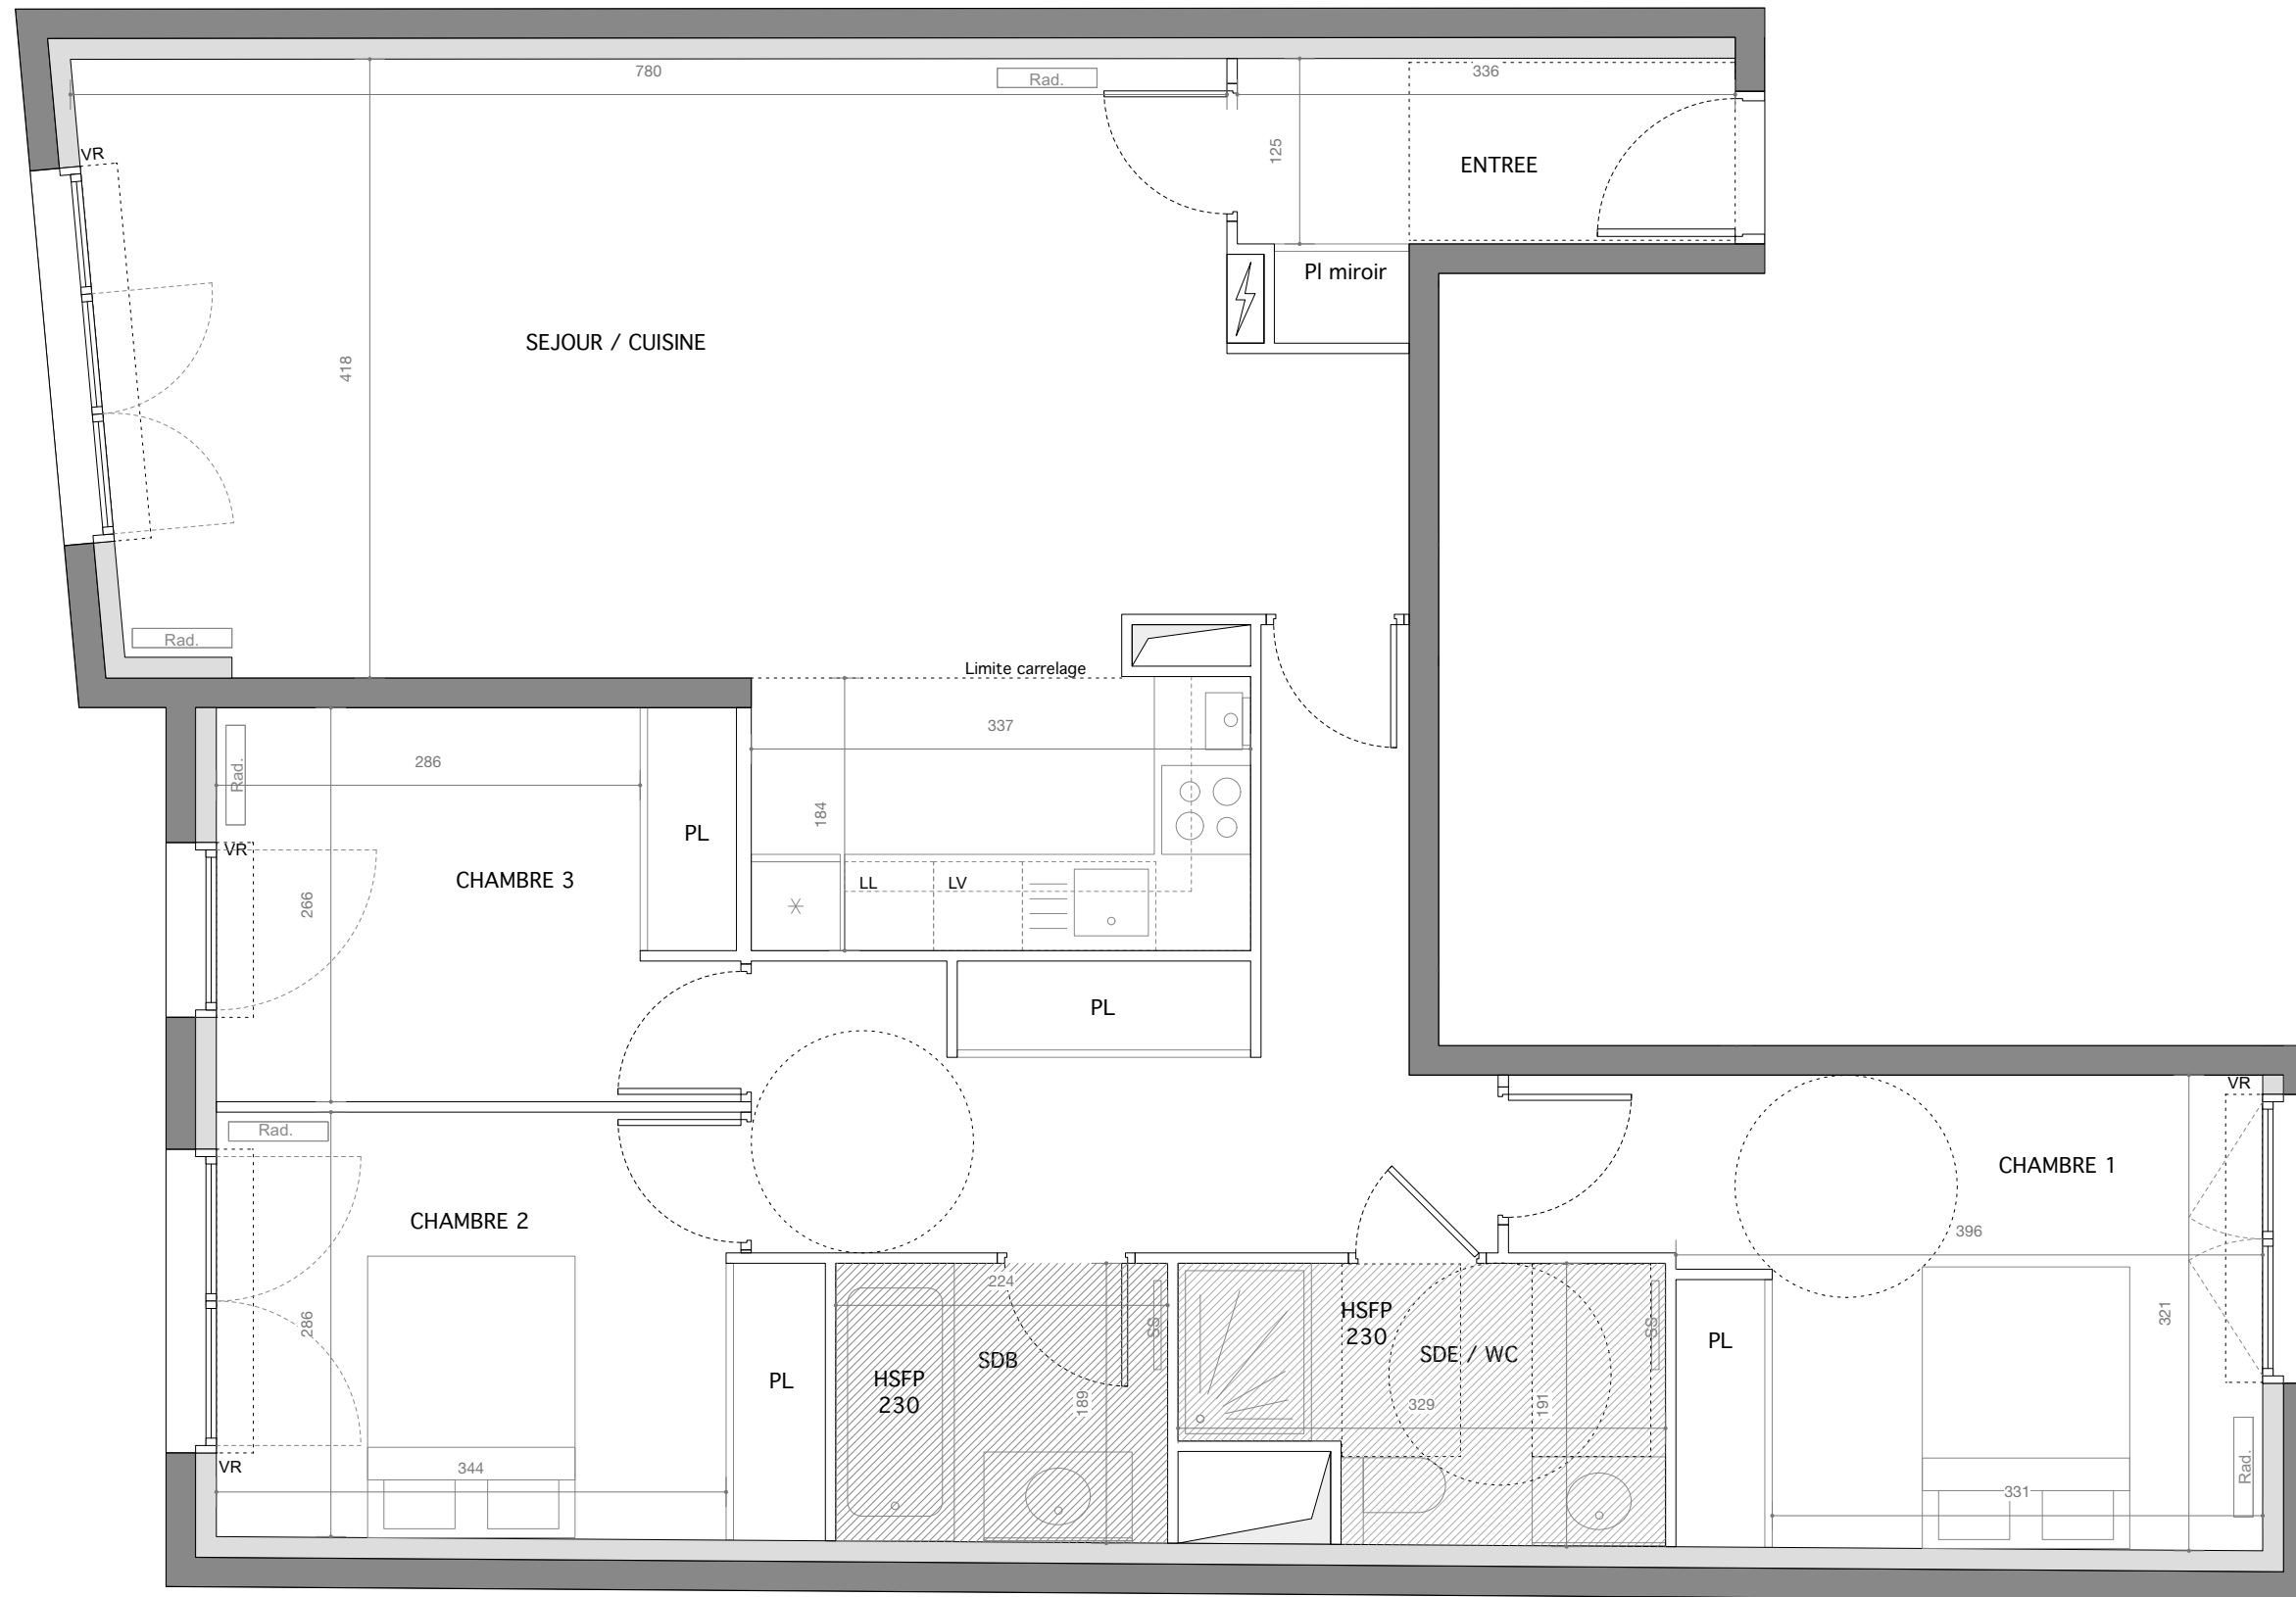 780
Rad.
336
VR
125
ENTREE
Pl miroir
SEJOUR / CUISINE
418
Rad.
Limite carrelage
337
286
Rad.
184
PL
VR
CHAMBRE 3
266
LL
LV
PL
VR
Rad.
CHAMBRE 1
CHAMBRE 2
396
224
286
SS
HSFP
230
SS
321
SDB
SDE / WC
PL
HSFP
230
PL
189
329
191
VR
344
Rad.
331